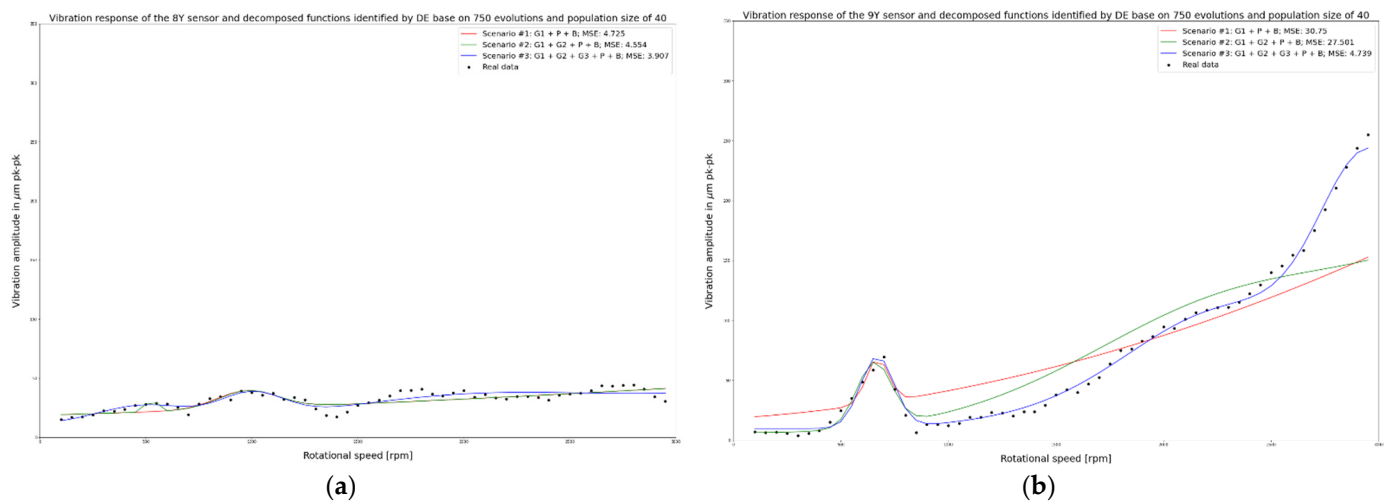 Vibration response of the 8Y sensor and decomposed functions identified by DE base on 750 evolutions and population size of 40
Scenario #1: G1 + P + B; MSE: 4.725
Scenario #2: G1 + G2 + P + B; MSE: 4.554
Scenario #3: G1 + G2 + G3 + P + B; MSE: 3.907
Real data
Vibration amplitude in μm pk-pk
Rotational speed [rpm]
(a)
Vibration response of the 9Y sensor and decomposed functions identified by DE base on 750 evolutions and population size of 40
Scenario #1: G1 + P + B; MSE: 30.75
Scenario #2: G1 + G2 + P + B; MSE: 27.501
Scenario #3: G1 + G2 + G3 + P + B; MSE: 4.739
Real data
Vibration amplitude in μm pk-pk
Rotational speed [rpm]
(b)